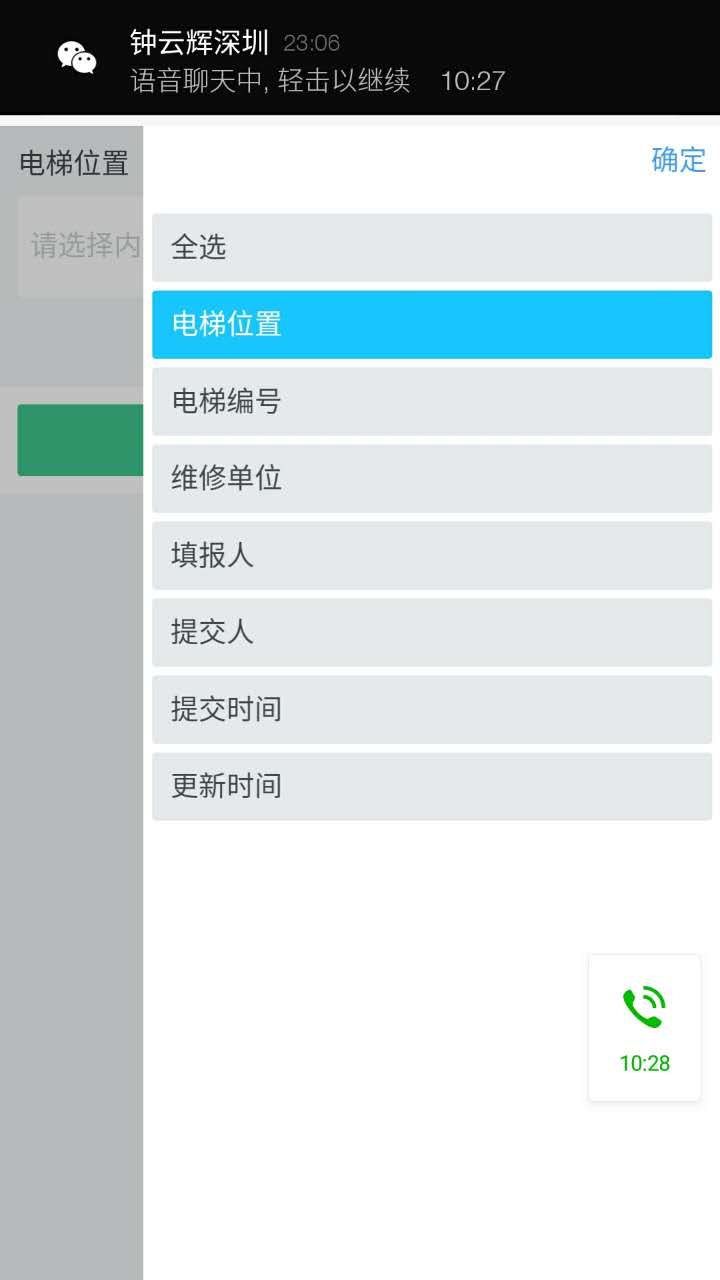 钟云辉深圳 23:06
语音聊天中, 轻击以继续 10:27
电梯位置
确定
请选择内
全选
电梯位置
电梯编号
维修单位
填报人
提交人
提交时间
更新时间
10:28